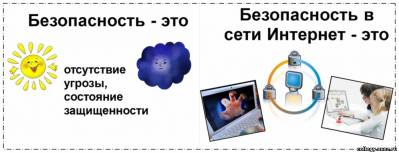 Безопасность - это
отсутствие
угрозы,
состояние
защищенности
Безопасность в
сети Интернет - это